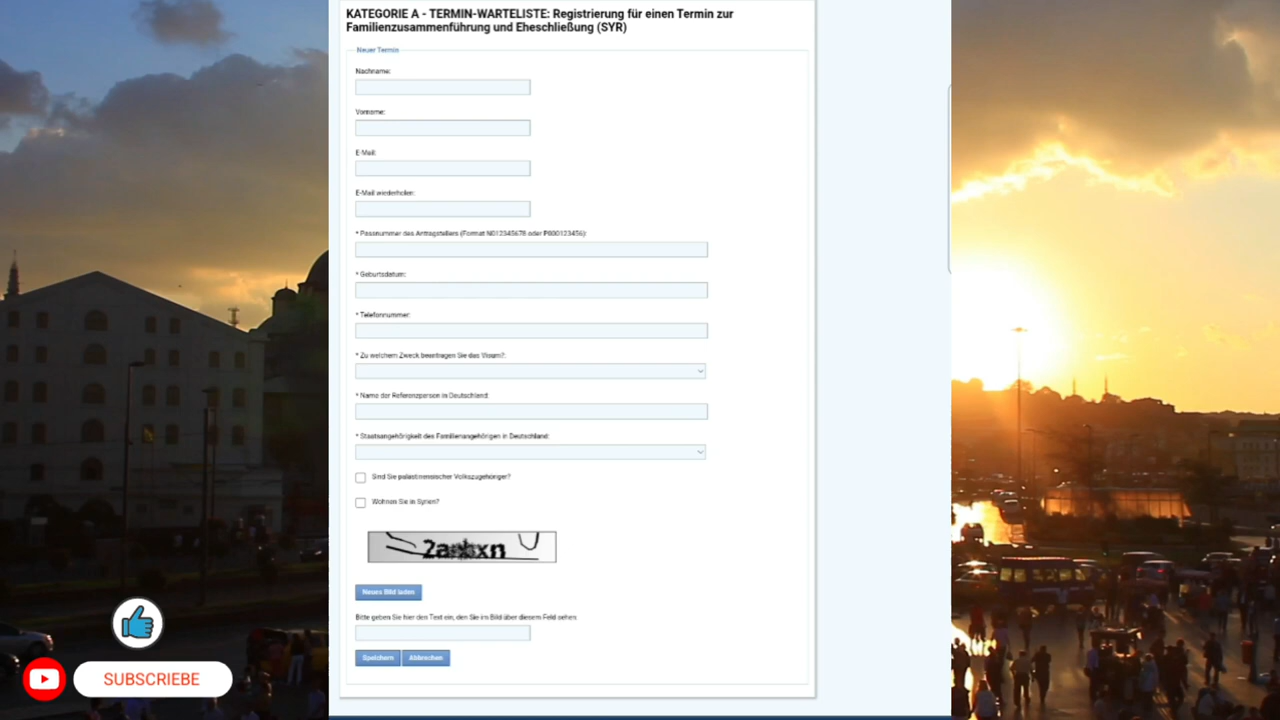 KATEGORIE A - TERMIN-WARTELISTE: Registrierung für einen Termin zur
Familienzusammenführung und Eheschließung (SYR)
Neuer Termin
Nachname:
Vorname:
E-Mail:
E-Mail wiederholen:
* Passnummer des Antragstellers (Format N012345678 oder P000123456):
* Geburtsdatum:
* Telefonnummer:
* Zu welchem Zweck beantragen Sie das Visum?:
* Name der Referenzperson in Deutschland:
* Staatsangehörigkeit des Familienangehörigen in Deutschland:
Sind Sie palästinensischer Volkszugehöriger?
Wohnen Sie in Syrien?
Neues Bild laden
Bitte geben Sie hier den Text ein, den Sie im Bild über diesem Feld sehen
Speichern Abbrechen
SUBSCRIEBE